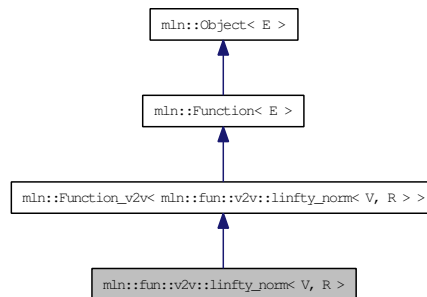 mln::Object< E >
mln::Function< E >
mln::Function_v2v< mln::fun::v2v::linfty_norm< V, R > >
mln::fun::v2v::linfty_norm< V, R >